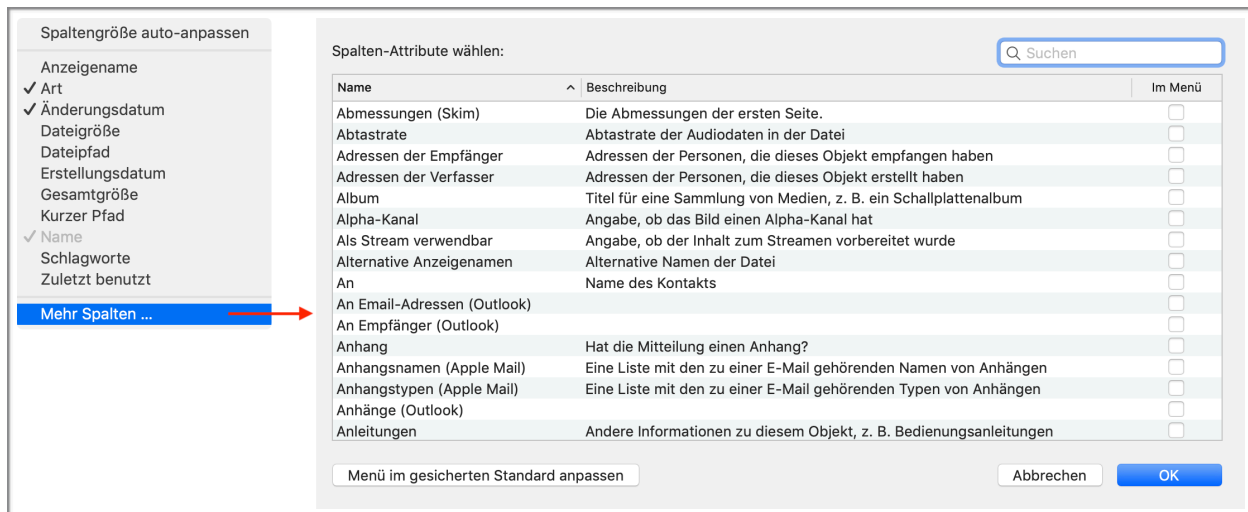 Spaltengröße auto-anpassen
Anzeigename
✓ Art
✓ Änderungsdatum
Dateigröße
Dateipfad
Erstellungsdatum
Gesamtgröße
Kurzer Pfad
✓ Name
Schlagworte
Zuletzt benutzt
Mehr Spalten ...
Spalten-Attribute wählen:
Suchen
Name Beschreibung Im Menü
Abmessungen (Skim) Die Abmessungen der ersten Seite.
Abtastrate Abtastrate der Audiodaten in der Datei
Adressen der Empfänger Adressen der Personen, die dieses Objekt empfangen haben
Adressen der Verfasser Adressen der Personen, die dieses Objekt erstellt haben
Album Titel für eine Sammlung von Medien, z. B. ein Schallplattenalbum
Alpha-Kanal Angabe, ob das Bild einen Alpha-Kanal hat
Als Stream verwendbar Angabe, ob der Inhalt zum Streamen vorbereitet wurde
Alternative Anzeigenamen Alternative Namen der Datei
An Name des Kontakts
An Email-Adressen (Outlook)
An Empfänger (Outlook)
Anhang Hat die Mitteilung einen Anhang?
Anhangsnamen (Apple Mail) Eine Liste mit den zu einer E-Mail gehörenden Namen von Anhängen
Anhangstypen (Apple Mail) Eine Liste mit den zu einer E-Mail gehörenden Typen von Anhängen
Anhänge (Outlook)
Anleitungen Andere Informationen zu diesem Objekt, z. B. Bedienungsanleitungen
Menü im gesicherten Standard anpassen Abbrechen OK